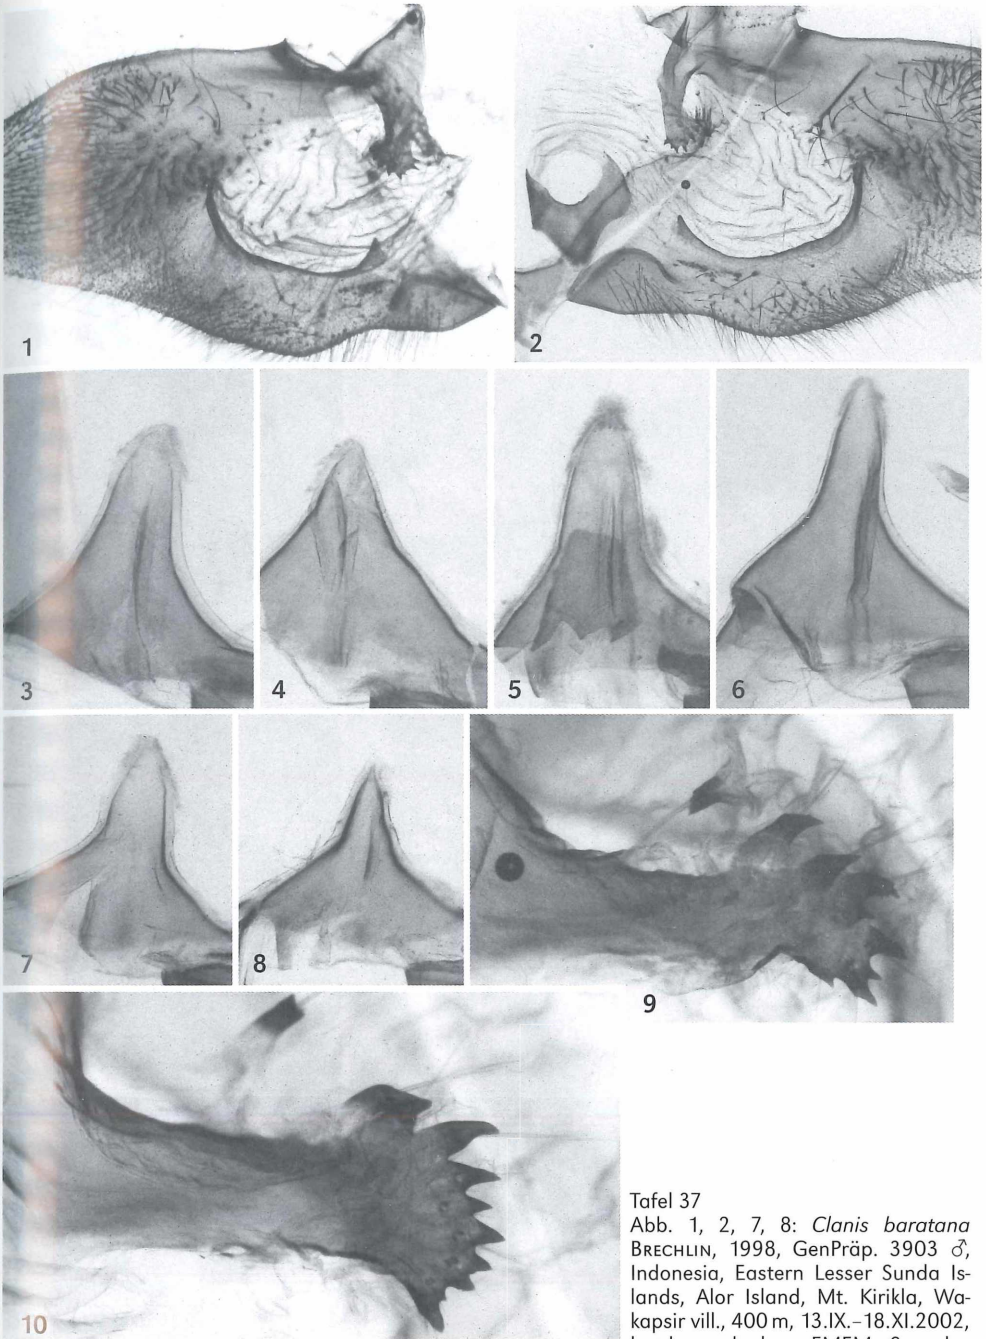 1
2
3
4
5
6
7
8
9
10
Tafel 37
Abb. 1, 2, 7, 8: Clanis baratana
BRECHLIN, 1998, GenPräp. 3903 ♂,
Indonesia, Eastern Lesser Sunda Is-
lands, Alor Island, Mt. Kirikla, Wa-
kapsir vill., 400 m, 13.IX.–18.XI.2002,